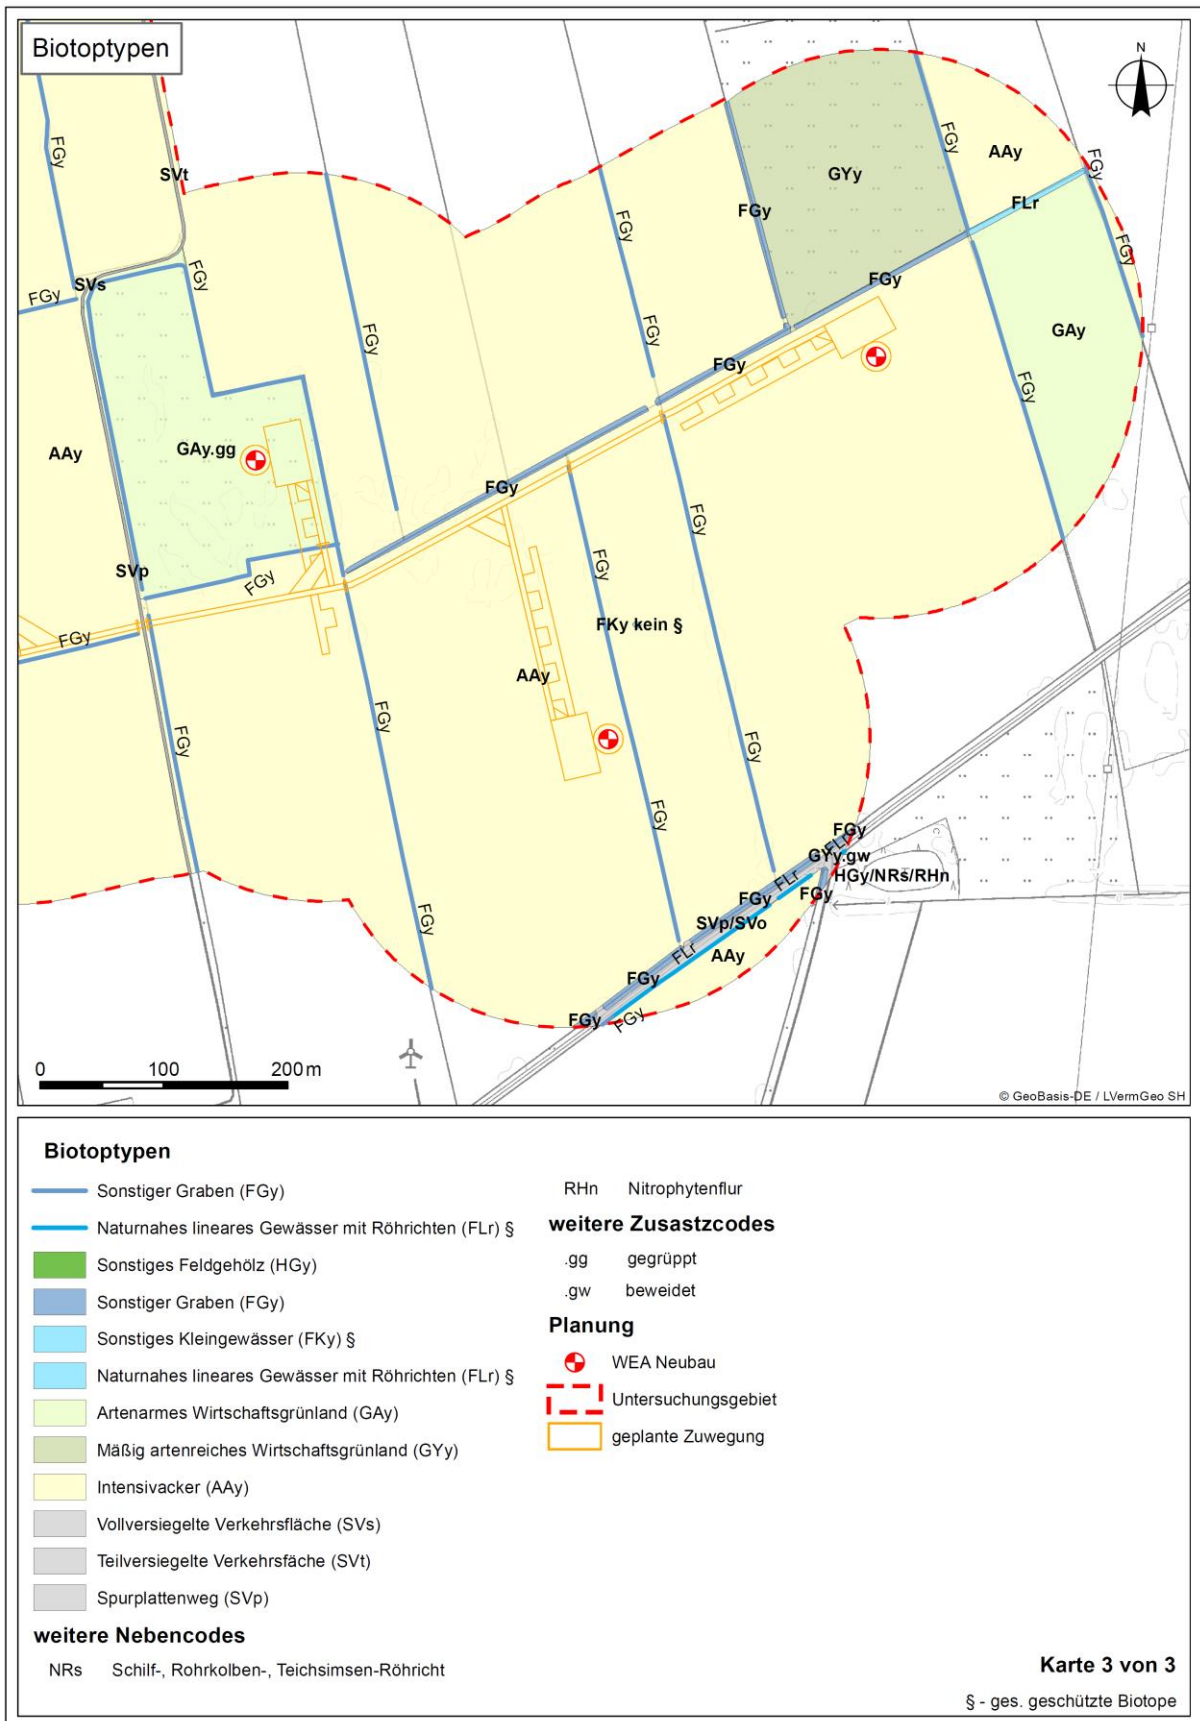 Biotoptypen
N
FGy
SVt
FGy
AAy
FGy
GYy
FLr
FGy
FGy
FGy
FGy
SVs
FGy
FGy
FGy
FGy
FGy
GAy
FGy
FGy
AAy
GAy.gg
FGy
FGy
FGy
SVp
FGy
FKy kein §
FGy
AAy
FGy
FGy
FGy
FGy
FGy
FLr
GYy.gw
HGy/NRs/RHn
FLr
FGy
FGy
SVp/SVo
FGy
FLr
AAy
FGy
FGy
FGy
0 100 200 m
© GeoBasis-DE / LVermGeo SH
Biotoptypen
Sonstiger Graben (FGy)
Naturnahes lineares Gewässer mit Röhrichten (FLr) §
Sonstiges Feldgehölz (HGy)
Sonstiger Graben (FGy)
Sonstiges Kleingewässer (FKy) §
Naturnahes lineares Gewässer mit Röhrichten (FLr) §
Artenarmes Wirtschaftsgrünland (GAy)
Mäßig artenreiches Wirtschaftsgrünland (GYy)
Intensivacker (AAy)
Vollversiegelte Verkehrsfläche (SVs)
Teilversiegelte Verkehrsfäche (SVt)
Spurplattenweg (SVp)
weitere Nebencodes
NRs Schilf-, Rohrkolben-, Teichsimsen-Röhricht
RHn Nitrophytenflur
weitere Zusastzcodes
.gg gegrüppt
.gw beweidet
Planung
WEA Neubau
Untersuchungsgebiet
geplante Zuwegung
Karte 3 von 3
§ - ges. geschützte Biotope